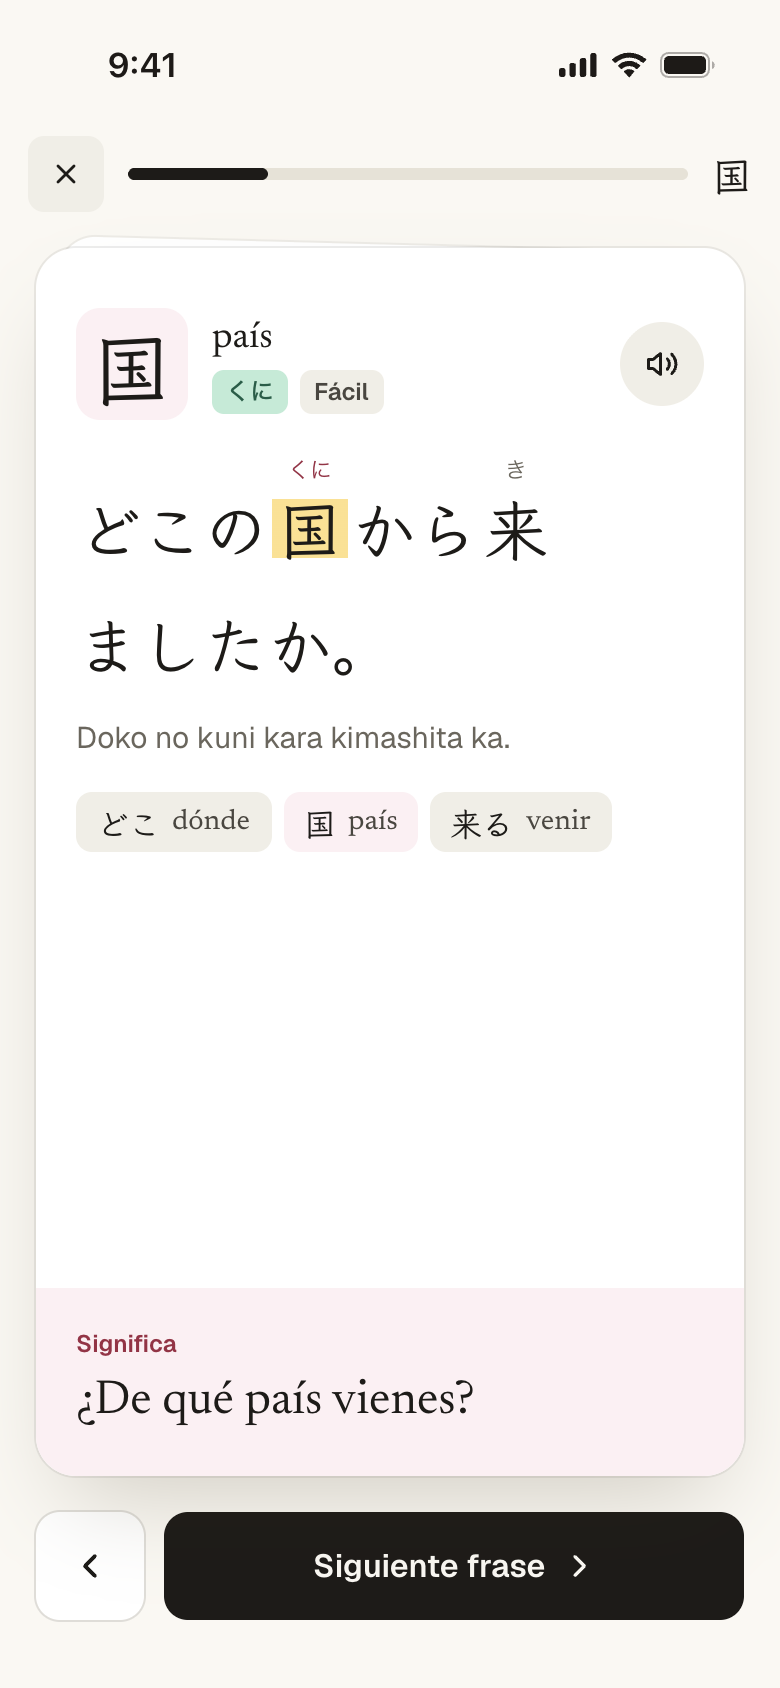 9:41
国
国
país
くに
Fácil
くに き
どこの国から来
ましたか。
Doko no kuni kara kimashita ka.
どこ dónde 国 país 来る venir
Significa
¿De qué país vienes?
Siguiente frase